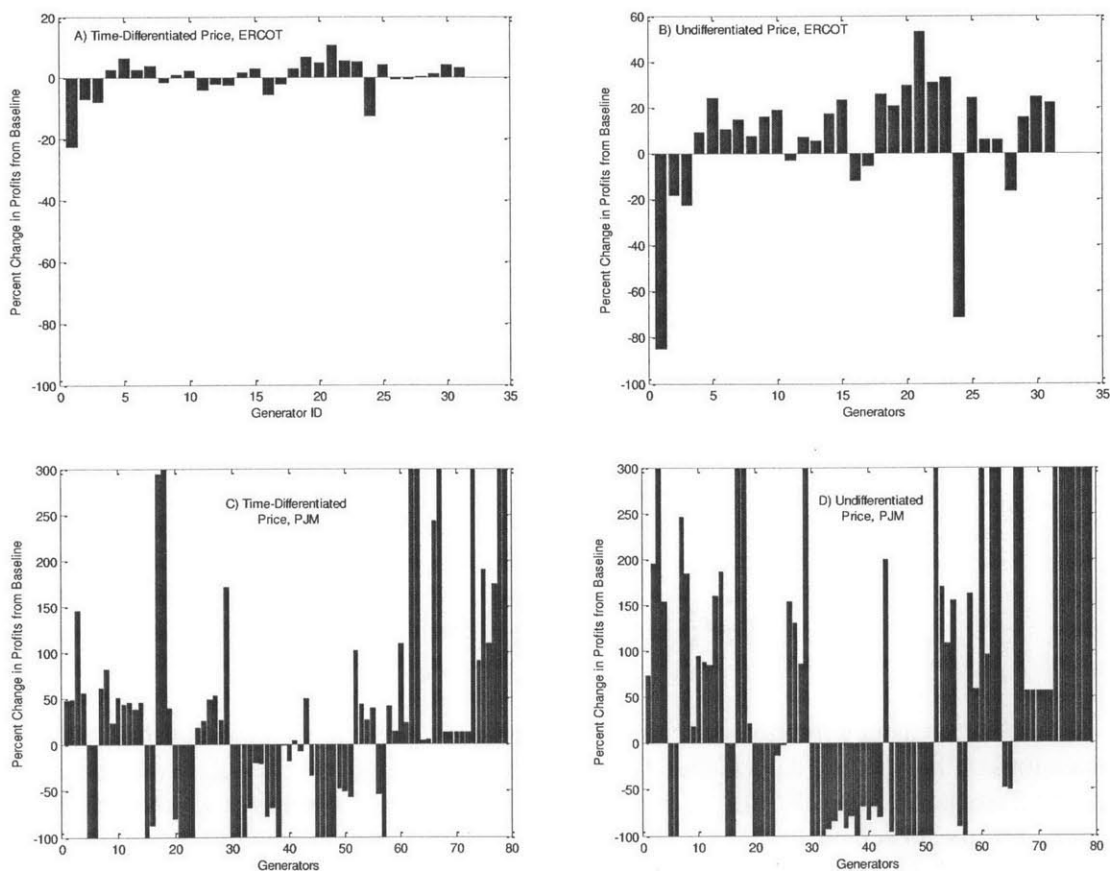 A) Time-Differentiated Price, ERCOT
20
0
-20
-40
-60
-80
-100
Percent Change in Profits from Baseline
0 5 10 15 20 25 30 35
Generator ID
B) Undifferentiated Price, ERCOT
60
40
20
0
-20
-40
-60
-80
-100
Percent Change in Profits from Baseline
0 5 10 15 20 25 30 35
Generators
C) Time-Differentiated
Price, PJM
300
250
200
150
100
50
0
-50
-100
Percent Change in Profits from Baseline
0 10 20 30 40 50 60 70 80
Generators
D) Undifferentiated
Price, PJM
300
250
200
150
100
50
0
-50
-100
Percent Change in Profits from Baseline
0 10 20 30 40 50 60 70 80
Generators